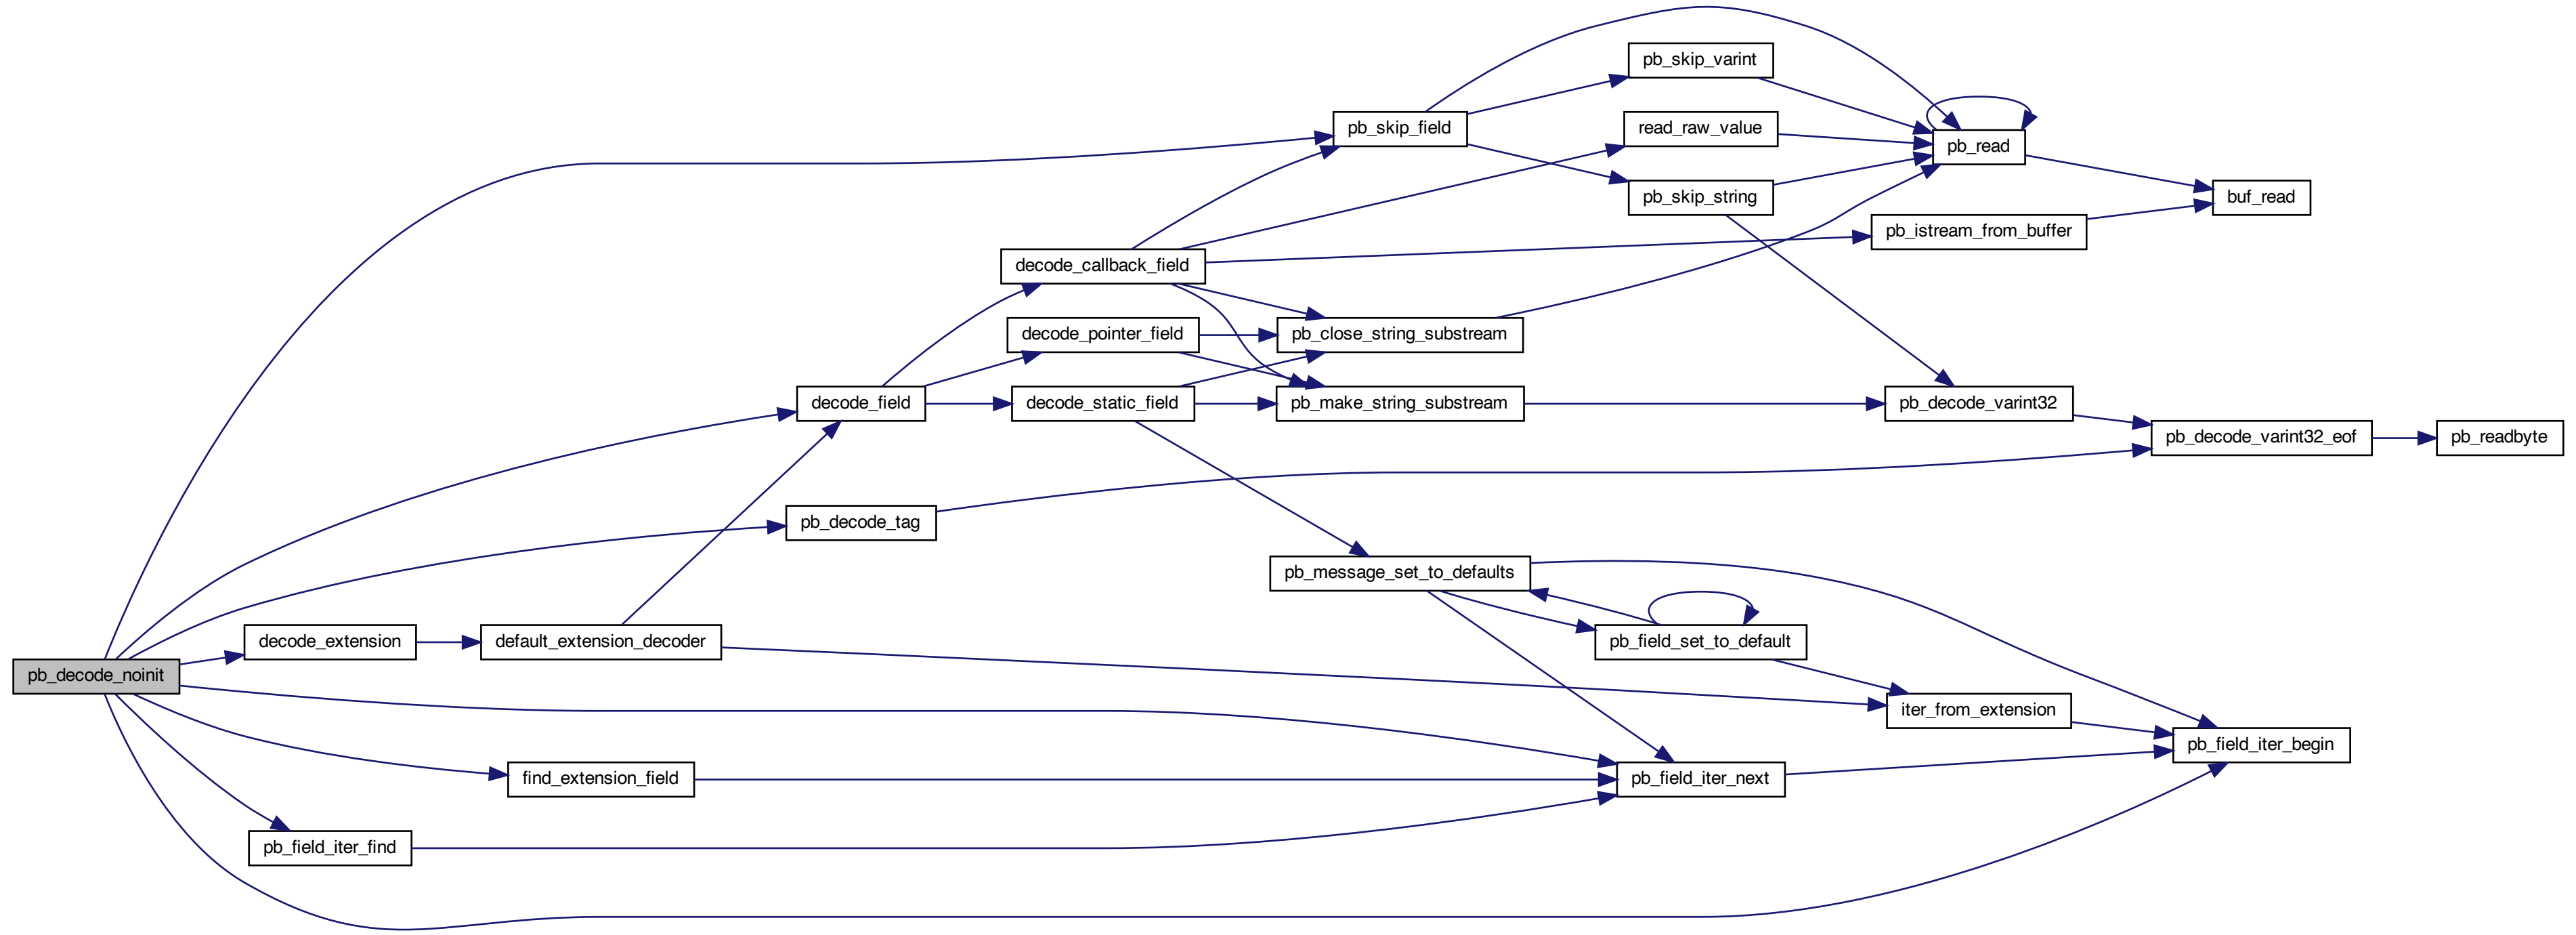 pb_skip_varint
pb_skip_field
read_raw_value
pb_read
pb_skip_string
buf_read
pb_istream_from_buffer
decode_callback_field
decode_pointer_field
pb_close_string_substream
decode_field
decode_static_field
pb_make_string_substream
pb_decode_varint32
pb_decode_varint32_eof
pb_readbyte
pb_decode_tag
pb_message_set_to_defaults
decode_extension
default_extension_decoder
pb_field_set_to_default
pb_decode_noinit
iter_from_extension
pb_field_iter_begin
find_extension_field
pb_field_iter_next
pb_field_iter_find